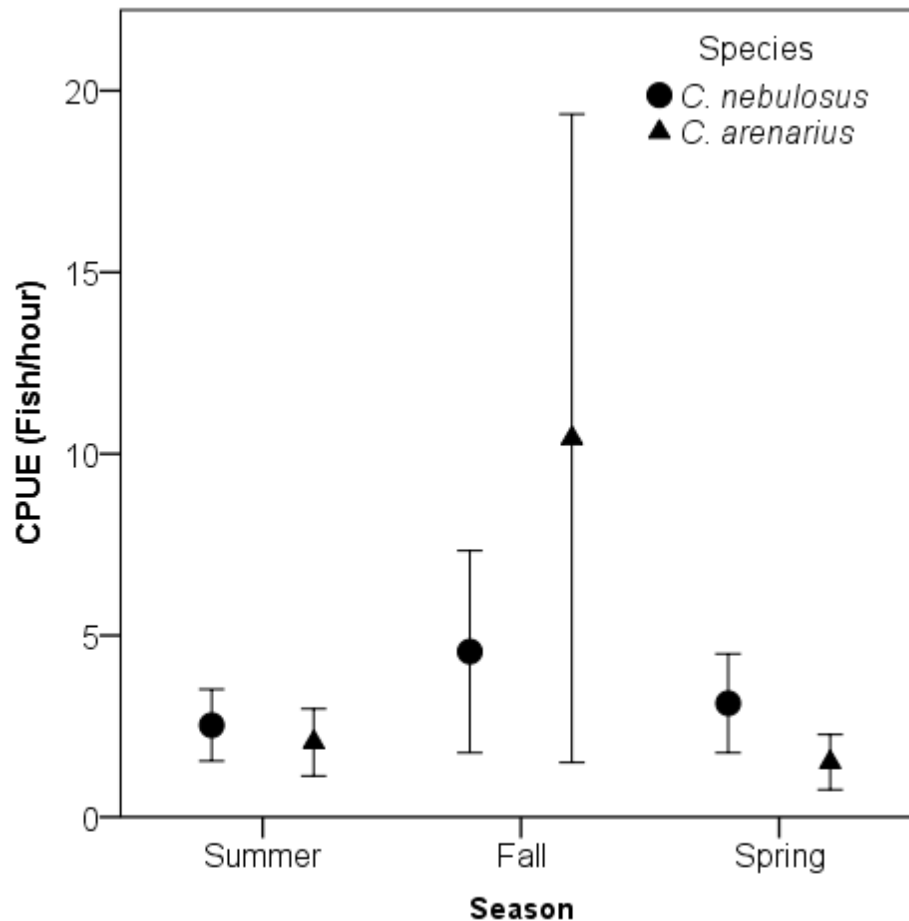 Species
C. nebulosus
C. arenarius
20
15
10
5
0
CPUE (Fish/hour)
Summer
Fall
Spring
Season